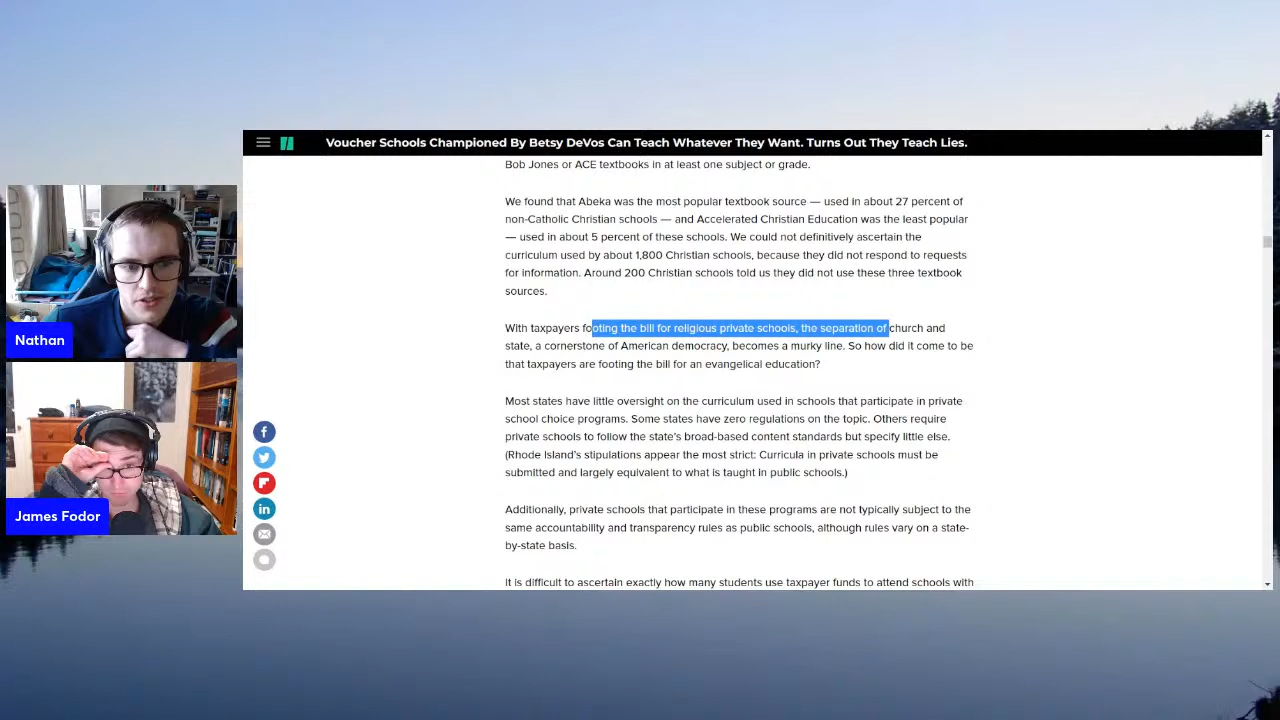 Voucher Schools Championed By Betsy DeVos Can Teach Whatever They Want. Turns Out They Teach Lies.
Bob Jones or ACE textbooks in at least one subject or grade.
We found that Abeka was the most popular textbook source — used in about 27 percent of
non-Catholic Christian schools — and Accelerated Christian Education was the least popular
— used in about 5 percent of these schools. We could not definitively ascertain the
curriculum used by about 1,800 Christian schools, because they did not respond to requests
for information. Around 200 Christian schools told us they did not use these three textbook
sources.
With taxpayers footing the bill for religious private schools, the separation of church and
state, a cornerstone of American democracy, becomes a murky line. So how did it come to be
that taxpayers are footing the bill for an evangelical education?
Most states have little oversight on the curriculum used in schools that participate in private
school choice programs. Some states have zero regulations on the topic. Others require
private schools to follow the state's broad-based content standards but specify little else.
(Rhode Island's stipulations appear the most strict: Curricula in private schools must be
submitted and largely equivalent to what is taught in public schools.)
Additionally, private schools that participate in these programs are not typically subject to the
same accountability and transparency rules as public schools, although rules vary on a state-
by-state basis.
It is difficult to ascertain exactly how many students use taxpayer funds to attend schools with
Nathan
James Fodor